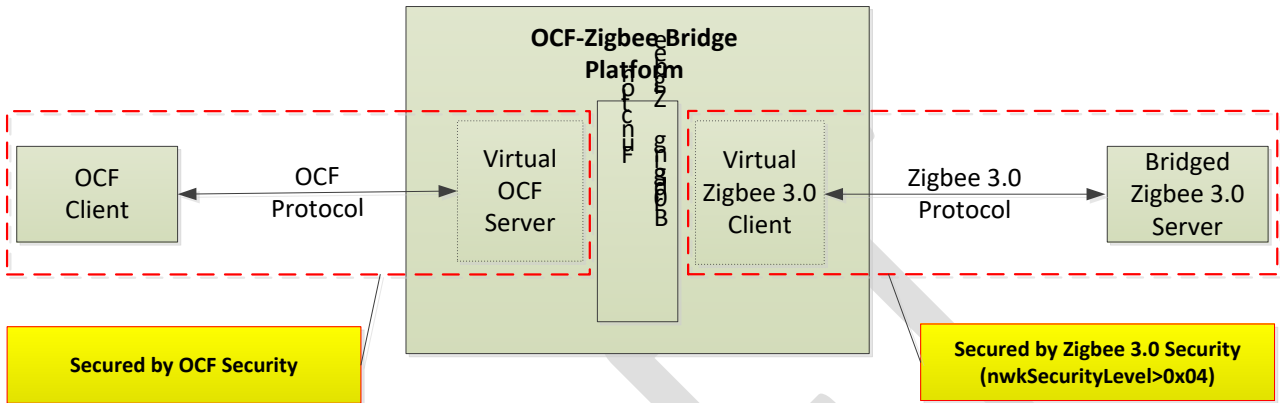 OCF-Zigbee Bridge
Platform
OCF
Client
OCF
Protocol
Virtual
OCF
Server
Virtual
Zigbee 3.0
Client
Zigbee 3.0
Protocol
Bridged
Zigbee 3.0
Server
Secured by OCF Security
Secured by Zigbee 3.0 Security
(nwkSecurityLevel>0x04)